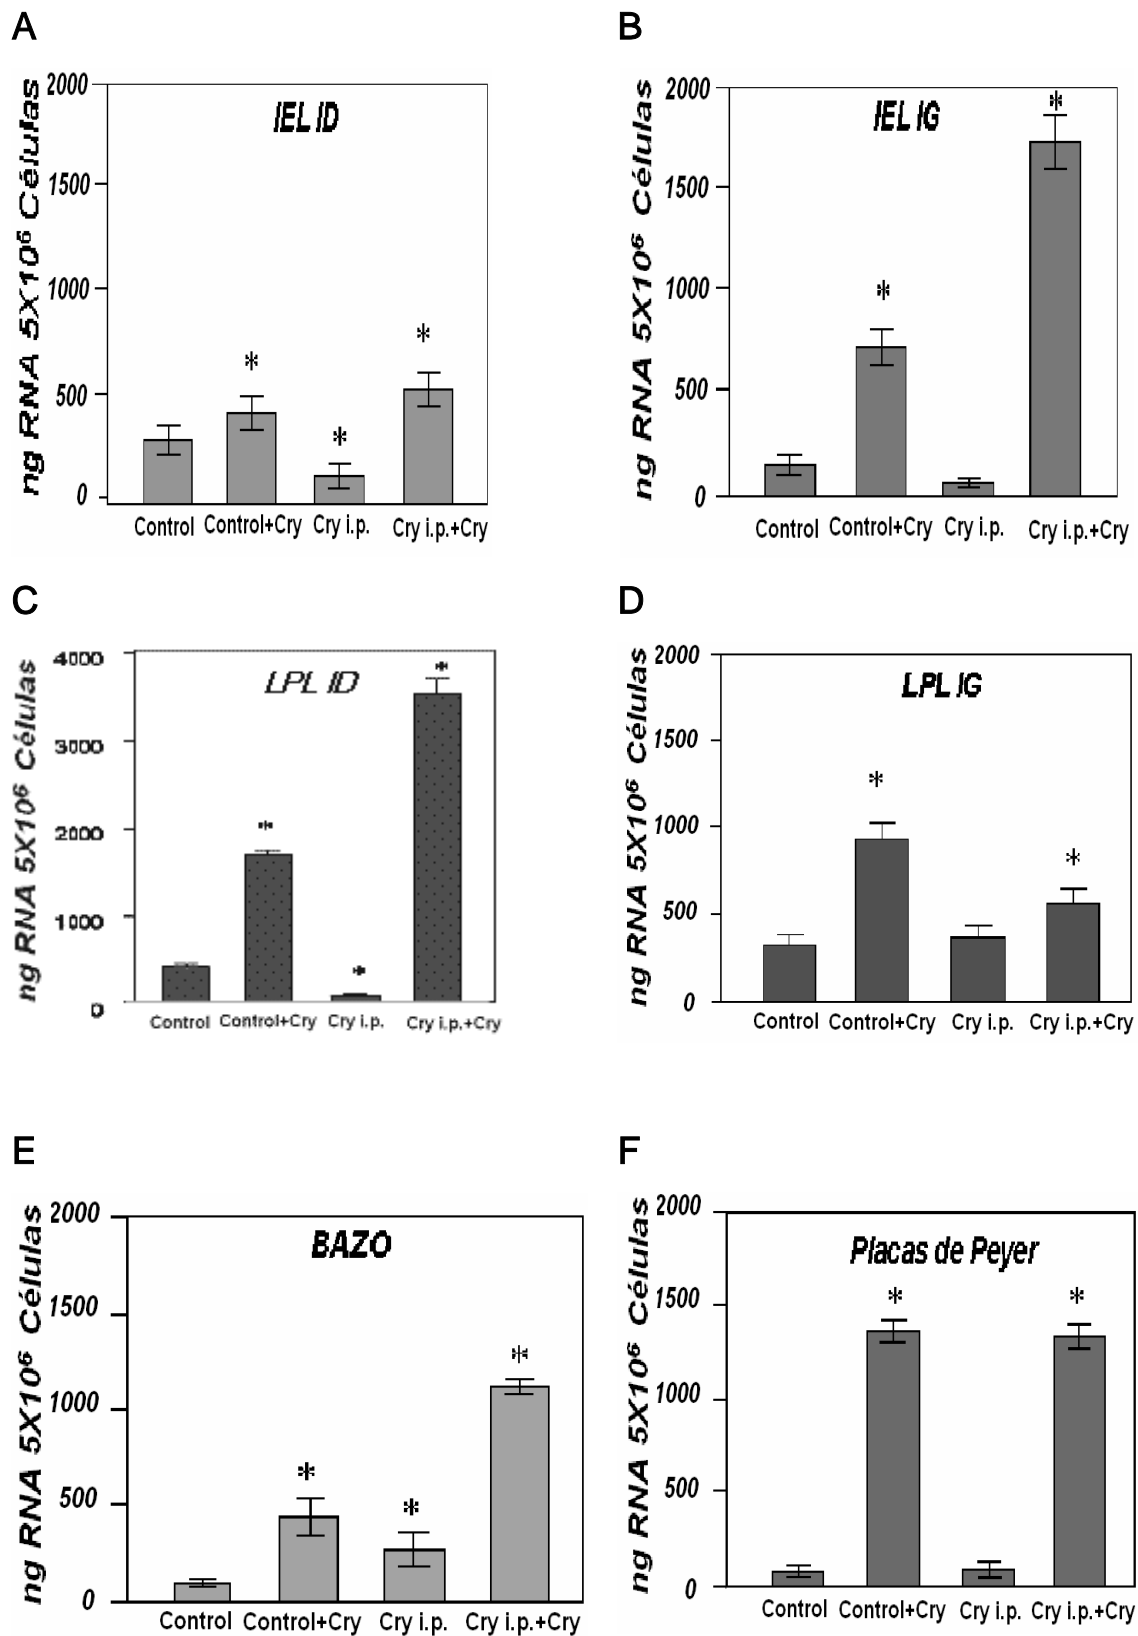 A
ng RNA 5X10⁶ Células
2000
1500
1000
500
0
IEL ID
*
*
*
Control Control+Cry Cry i.p. Cry i.p.+Cry
B
ng RNA 5X10⁶ Células
2000
1500
1000
500
0
IEL IG
*
*
Control Control+Cry Cry i.p. Cry i.p.+Cry
C
ng RNA 5X10⁶ Células
4000
3000
2000
1000
0
LPL ID
*
*
*
Control Control+Cry Cry i.p. Cry i.p.+Cry
D
ng RNA 5X10⁶ Células
2000
1500
1000
500
0
LPL IG
*
*
Control Control+Cry Cry i.p. Cry i.p.+Cry
E
ng RNA 5X10⁶ Células
2000
1500
1000
500
0
BAZO
*
*
*
Control Control+Cry Cry i.p. Cry i.p.+Cry
F
ng RNA 5X10⁶ Células
2000
1500
1000
500
0
Placas de Peyer
* *
Control Control+Cry Cry i.p. Cry i.p.+Cry